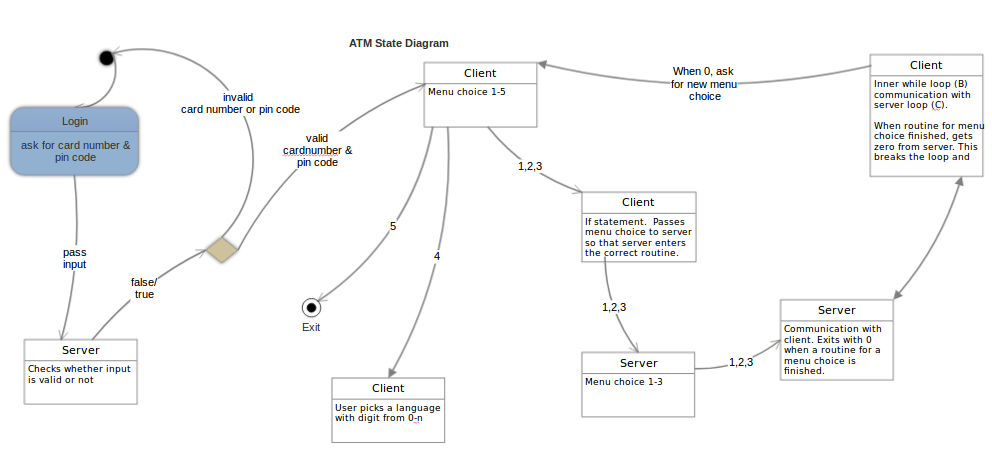 ATM State Diagram
Login
ask for card number &
pin code
invalid
card number or pin code
valid
cardnumber &
pin code
pass
input
false/
true
Server
Checks whether input
is valid or not
Client
Menu choice 1-5
5
4
1,2,3
Exit
Client
User picks a language
with digit from 0-n
Client
If statement. Passes
menu choice to server
so that server enters
the correct routine.
1,2,3
Server
Menu choice 1-3
1,2,3
Server
Communication with
client. Exits with 0
when a routine for a
menu choice is
finished.
Client
Inner while loop (B)
communication with
server loop (C).
When routine for menu
choice finished, gets
zero from server. This
breaks the loop and
When 0, ask
for new menu
choice